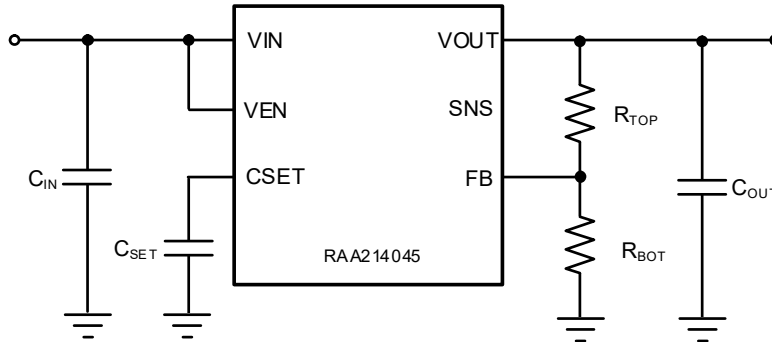 VIN
VOUT
VEN
SNS
R_TOP
CSET
FB
C_IN
C_OUT
C_SET
RAA214045
R_BOT